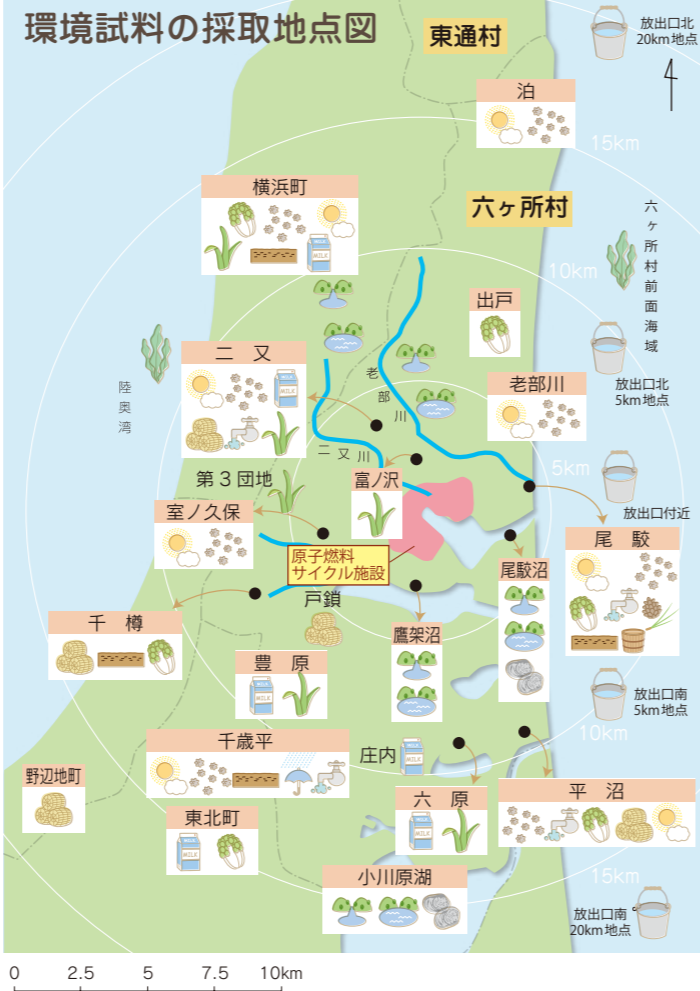 環境試料の採取地点図
東通村
放出口北
20km地点
泊
15km
横浜町
六ヶ所村
六ヶ所村前面海域
10km
出戸
二又
老部川
放出口北
5km地点
陸奥湾
老部川
二又川
5km
第3団地
富ノ沢
室ノ久保
放出口付近
尾駮
原子燃料
サイクル施設
尾駮沼
戸鎖
千樽
鷹架沼
豊原
放出口南
5km地点
10km
千歳平
庄内
野辺地町
六原
平沼
東北町
小川原湖
15km
放出口南
20km地点
MILK
MILK
MILK
MILK
MILK
MILK
0 2.5 5 7.5 10km